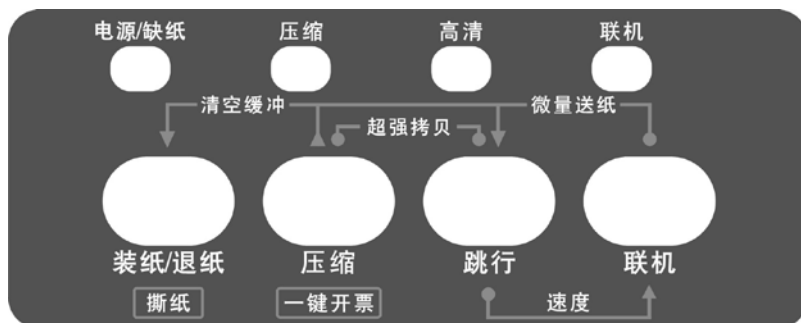 电源/缺纸 压缩 高清 联机
清空缓冲 微量送纸
超强拷贝
装纸/退纸 压缩 跳行 联机
撕纸 一键开票 速度